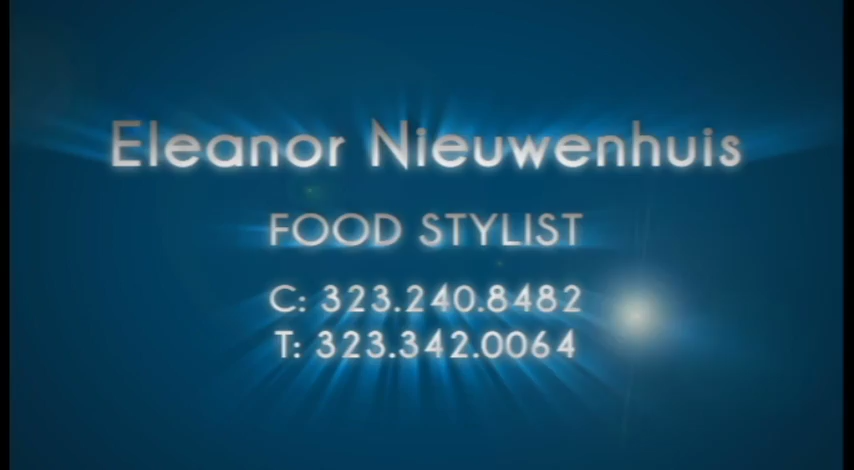 Eleanor Nieuwenhuis
FOOD STYLIST
C: 323.240.8482
T: 323.342.0064